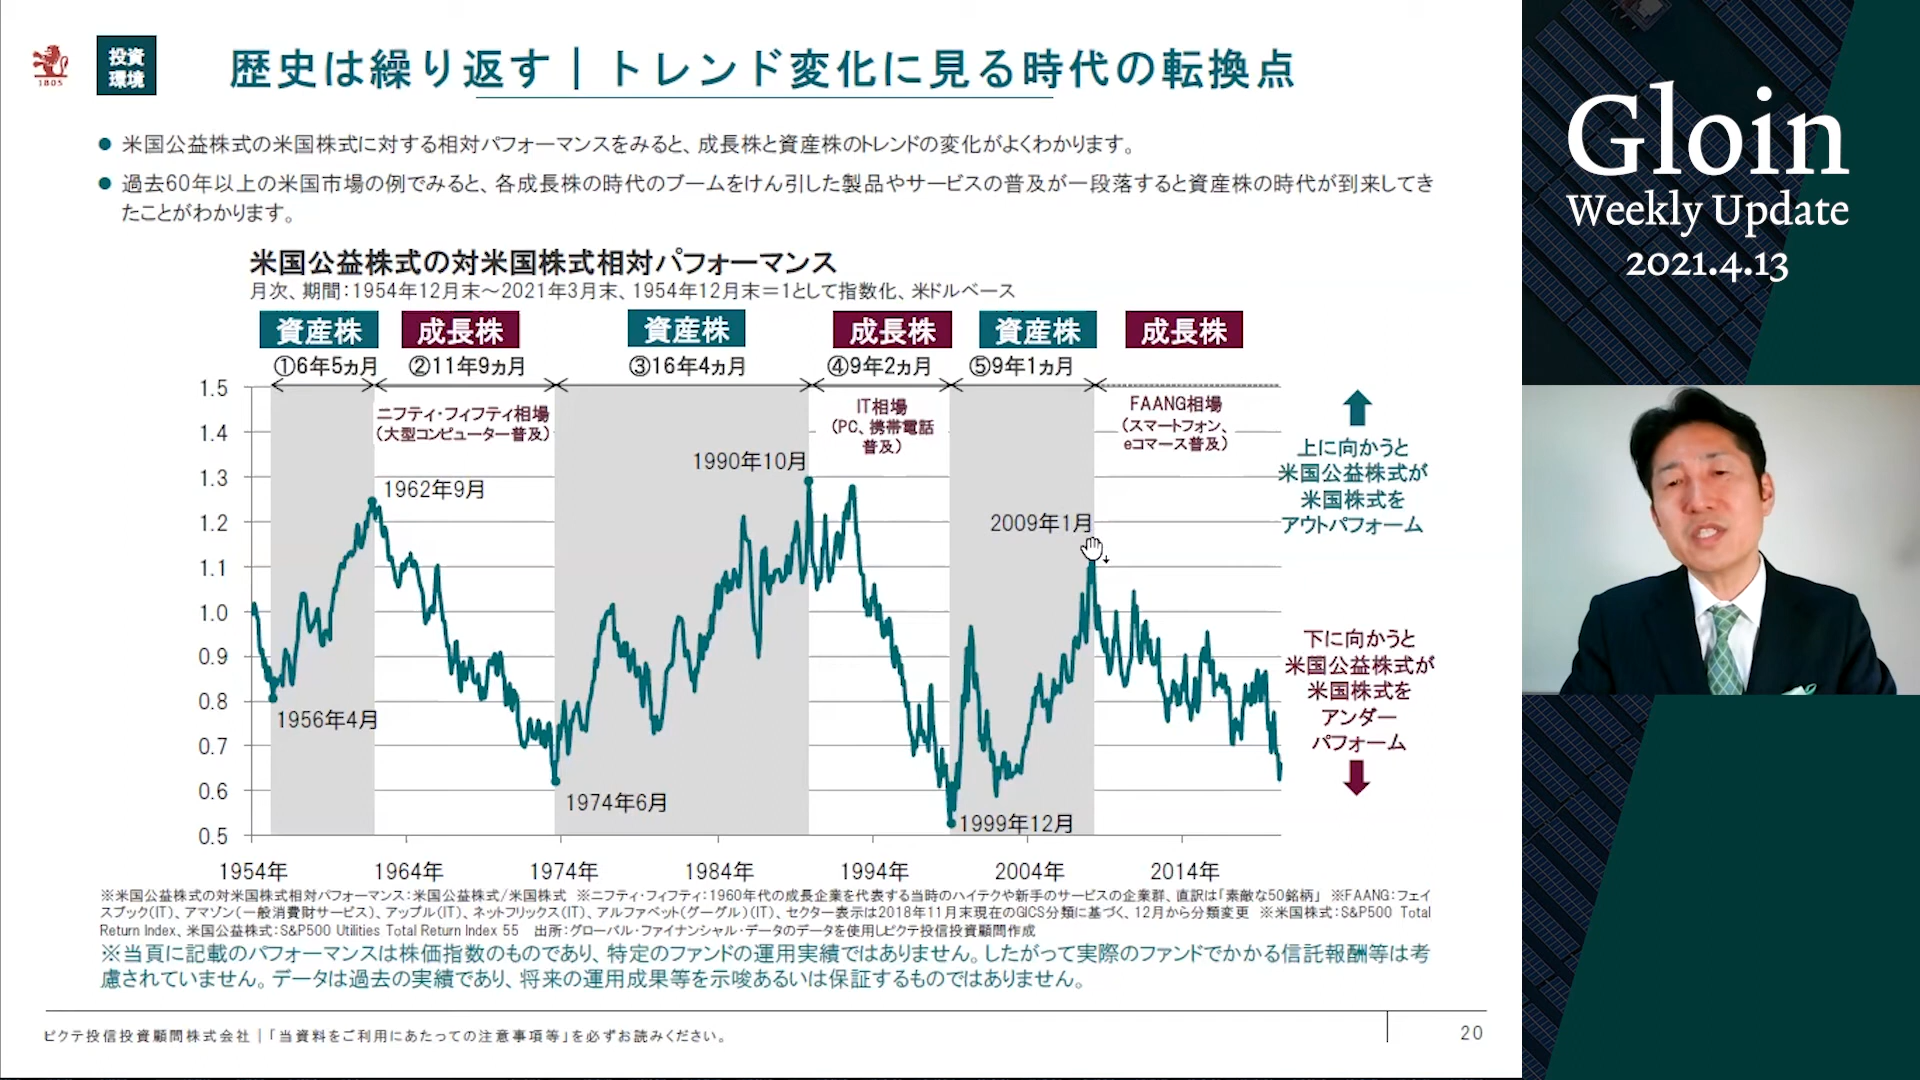 1805
投資
環境
歴史は繰り返す｜トレンド変化に見る時代の転換点
● 米国公益株式の米国株式に対する相対パフォーマンスをみると、成長株と資産株のトレンドの変化がよくわかります。
● 過去60年以上の米国市場の例でみると、各成長株の時代のブームをけん引した製品やサービスの普及が一段落すると資産株の時代が到来してき
たことがわかります。
米国公益株式の対米国株式相対パフォーマンス
月次、期間：1954年12月末～2021年3月末、1954年12月末＝1として指数化、米ドルベース
資産株 成長株 資産株 成長株 資産株 成長株
①6年5ヵ月 ②11年9ヵ月 ③16年4ヵ月 ④9年2ヵ月 ⑤9年1ヵ月
ニフティ・フィフティ相場
（大型コンピューター普及）
IT相場
（PC、携帯電話
普及）
FAANG相場
（スマートフォン、
eコマース普及）
1.5
1.4
1.3
1.2
1.1
1.0
0.9
0.8
0.7
0.6
0.5
1956年4月
1962年9月
1974年6月
1990年10月
1999年12月
2009年1月
上に向かうと
米国公益株式が
米国株式を
アウトパフォーム
下に向かうと
米国公益株式が
米国株式を
アンダー
パフォーム
1954年 1964年 1974年 1984年 1994年 2004年 2014年
※米国公益株式の対米国株式相対パフォーマンス：米国公益株式/米国株式 ※ニフティ・フィフティ：1960年代の成長企業を代表する当時のハイテクや新手のサービスの企業群、直訳は「素敵な50銘柄」 ※FAANG：フェイ
スブック（IT）、アマゾン（一般消費財サービス）、アップル（IT）、ネットフリックス（IT）、アルファベット（グーグル）（IT）、セクター表示は2018年11月末現在のGICS分類に基づく、12月から分類変更 ※米国株式：S&P500 Total
Return Index、米国公益株式：S&P500 Utilities Total Return Index 55 出所：グローバル・ファイナンシャル・データのデータを使用しピクテ投信投資顧問作成
※当頁に記載のパフォーマンスは株価指数のものであり、特定のファンドの運用実績ではありません。したがって実際のファンドでかかる信託報酬等は考
慮されていません。データは過去の実績であり、将来の運用成果等を示唆あるいは保証するものではありません。
ピクテ投信投資顧問株式会社｜「当資料をご利用にあたっての注意事項等」を必ずお読みください。
20
Gloin
Weekly Update
2021.4.13